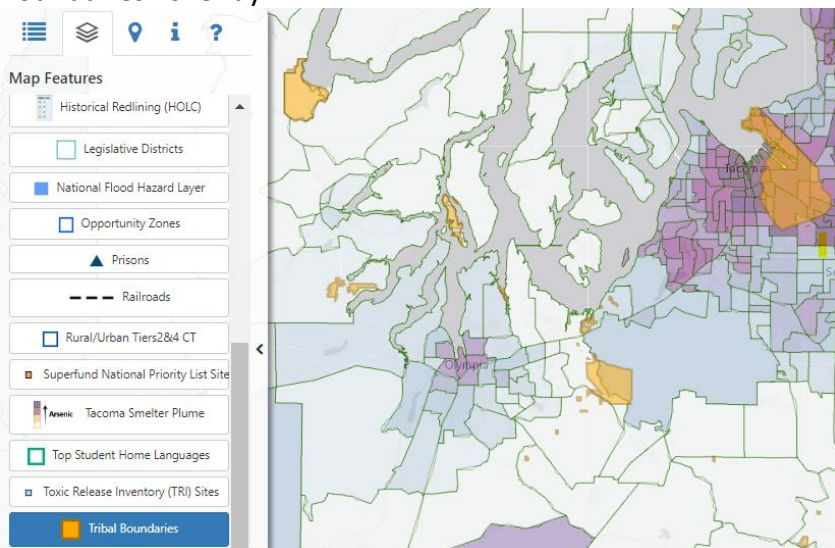 Map Features
Historical Redlining (HOLC)
Legislative Districts
National Flood Hazard Layer
Opportunity Zones
Prisons
Railroads
Rural/Urban Tiers2&4 CT
Superfund National Priority List Site
Arsenic Tacoma Smelter Plume
Top Student Home Languages
Toxic Release Inventory (TRI) Sites
Tribal Boundaries
Tacoma
Olympia